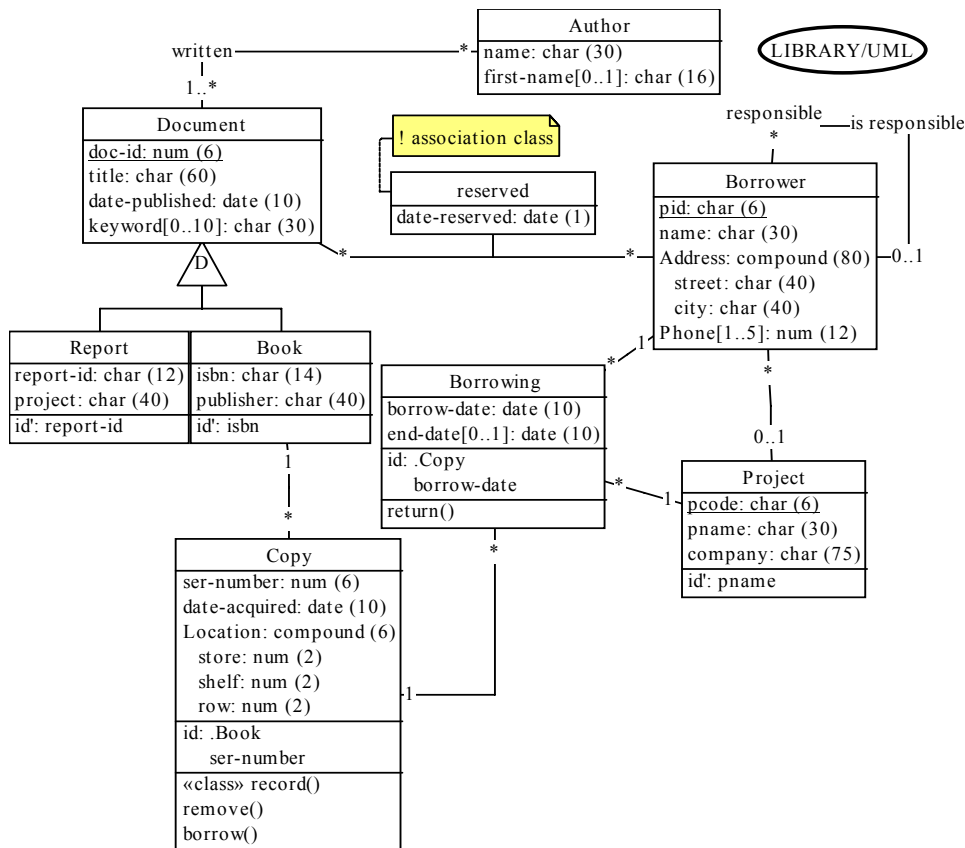 Author
name: char (30)
first-name[0..1]: char (16)
LIBRARY/UML
written
*
1..*
Document
doc-id: num (6)
title: char (60)
date-published: date (10)
keyword[0..10]: char (30)
! association class
reserved
date-reserved: date (1)
*
*
responsible
is responsible
*
0..1
Borrower
pid: char (6)
name: char (30)
Address: compound (80)
street: char (40)
city: char (40)
Phone[1..5]: num (12)
D
Report
report-id: char (12)
project: char (40)
id': report-id
Book
isbn: char (14)
publisher: char (40)
id': isbn
1
*
Borrowing
borrow-date: date (10)
end-date[0..1]: date (10)
id: .Copy
borrow-date
return()
*
1
*
0..1
*
1
Project
pcode: char (6)
pname: char (30)
company: char (75)
id': pname
*
1
Copy
ser-number: num (6)
date-acquired: date (10)
Location: compound (6)
store: num (2)
shelf: num (2)
row: num (2)
id: .Book
ser-number
«class» record()
remove()
borrow()